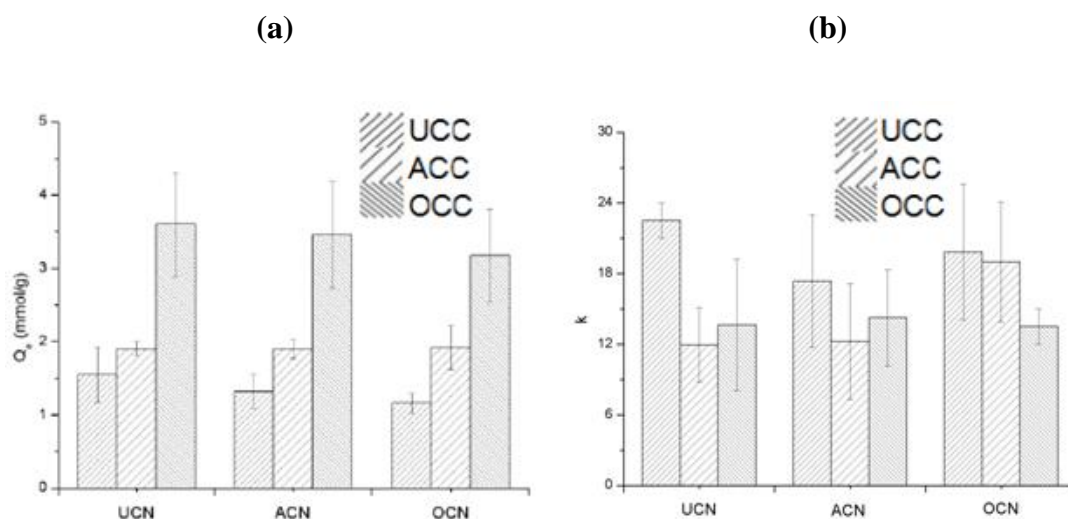 (a)
(b)
5
4
3
2
1
0
Qe (mmol/g)
UCC
ACC
OCC
UCN
ACN
OCN
30
24
18
12
6
0
k
UCC
ACC
OCC
UCN
ACN
OCN